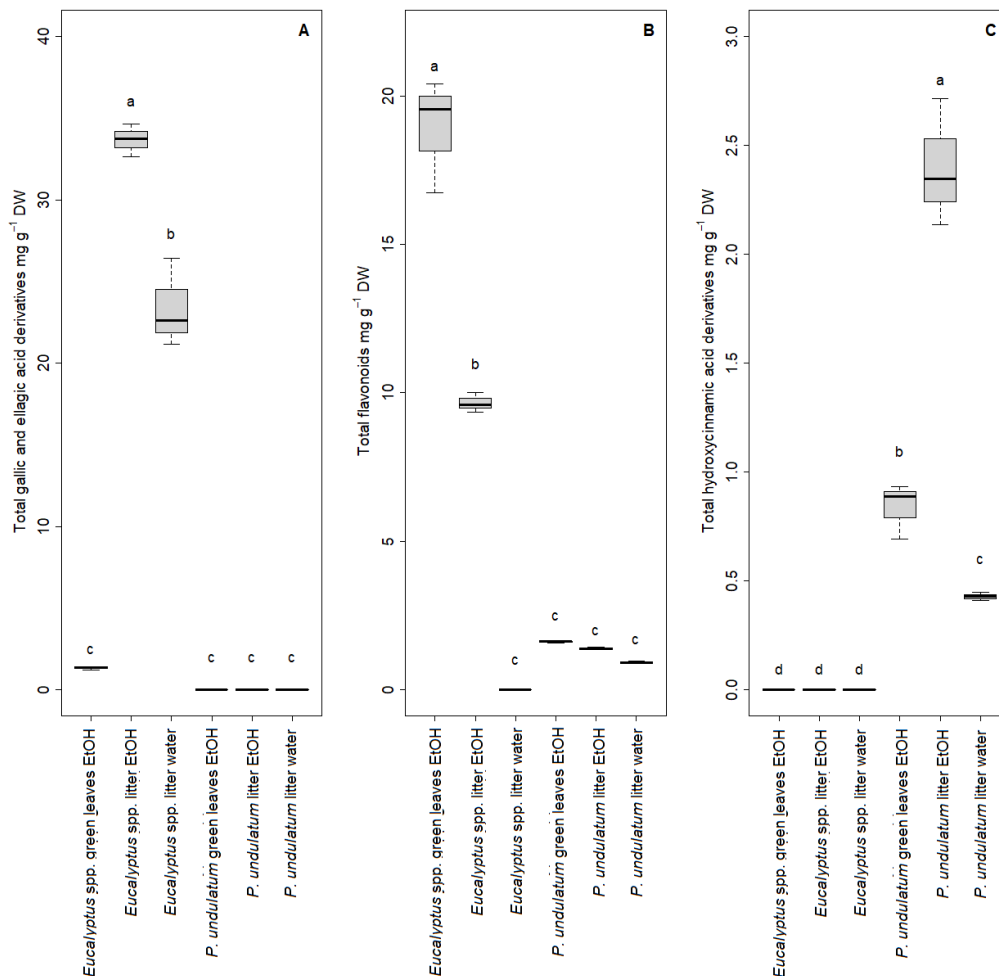 A
Total gallic and ellagic acid derivatives mg g⁻¹ DW
40
30
20
10
0
a
b
c
c
c
c
Eucalyptus spp. green leaves EtOH
Eucalyptus spp. litter EtOH
Eucalyptus spp. litter water
P. undulatum green leaves EtOH
P. undulatum litter EtOH
P. undulatum litter water
B
Total flavonoids mg g⁻¹ DW
20
15
10
5
0
a
b
c
c
c
c
Eucalyptus spp. green leaves EtOH
Eucalyptus spp. litter EtOH
Eucalyptus spp. litter water
P. undulatum green leaves EtOH
P. undulatum litter EtOH
P. undulatum litter water
C
Total hydroxycinnamic acid derivatives mg g⁻¹ DW
3.0
2.5
2.0
1.5
1.0
0.5
0.0
d
d
d
b
a
c
Eucalyptus spp. green leaves EtOH
Eucalyptus spp. litter EtOH
Eucalyptus spp. litter water
P. undulatum green leaves EtOH
P. undulatum litter EtOH
P. undulatum litter water